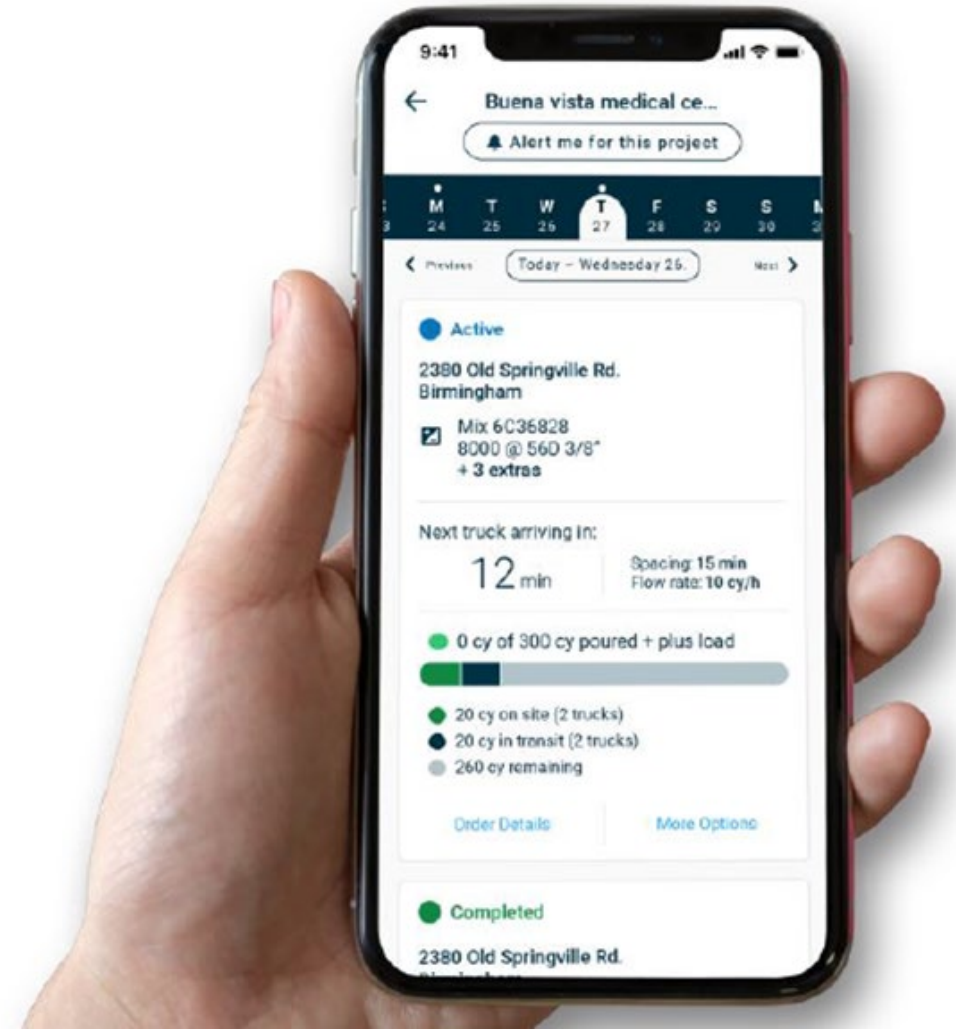 9:41
Buena vista medical ce...
Alert me for this project
M T W T F S S
24 25 26 27 28 29 30
Previous
Today – Wednesday 26.
Next
Active
2380 Old Springville Rd.
Birmingham
Mix 6C36828
8000 @ 560 3/8"
+ 3 extras
Next truck arriving in:
12 min
Spacing: 15 min
Flow rate: 10 cy/h
0 cy of 300 cy poured + plus load
20 cy on site (2 trucks)
20 cy in transit (2 trucks)
260 cy remaining
Order Details
More Options
Completed
2380 Old Springville Rd.